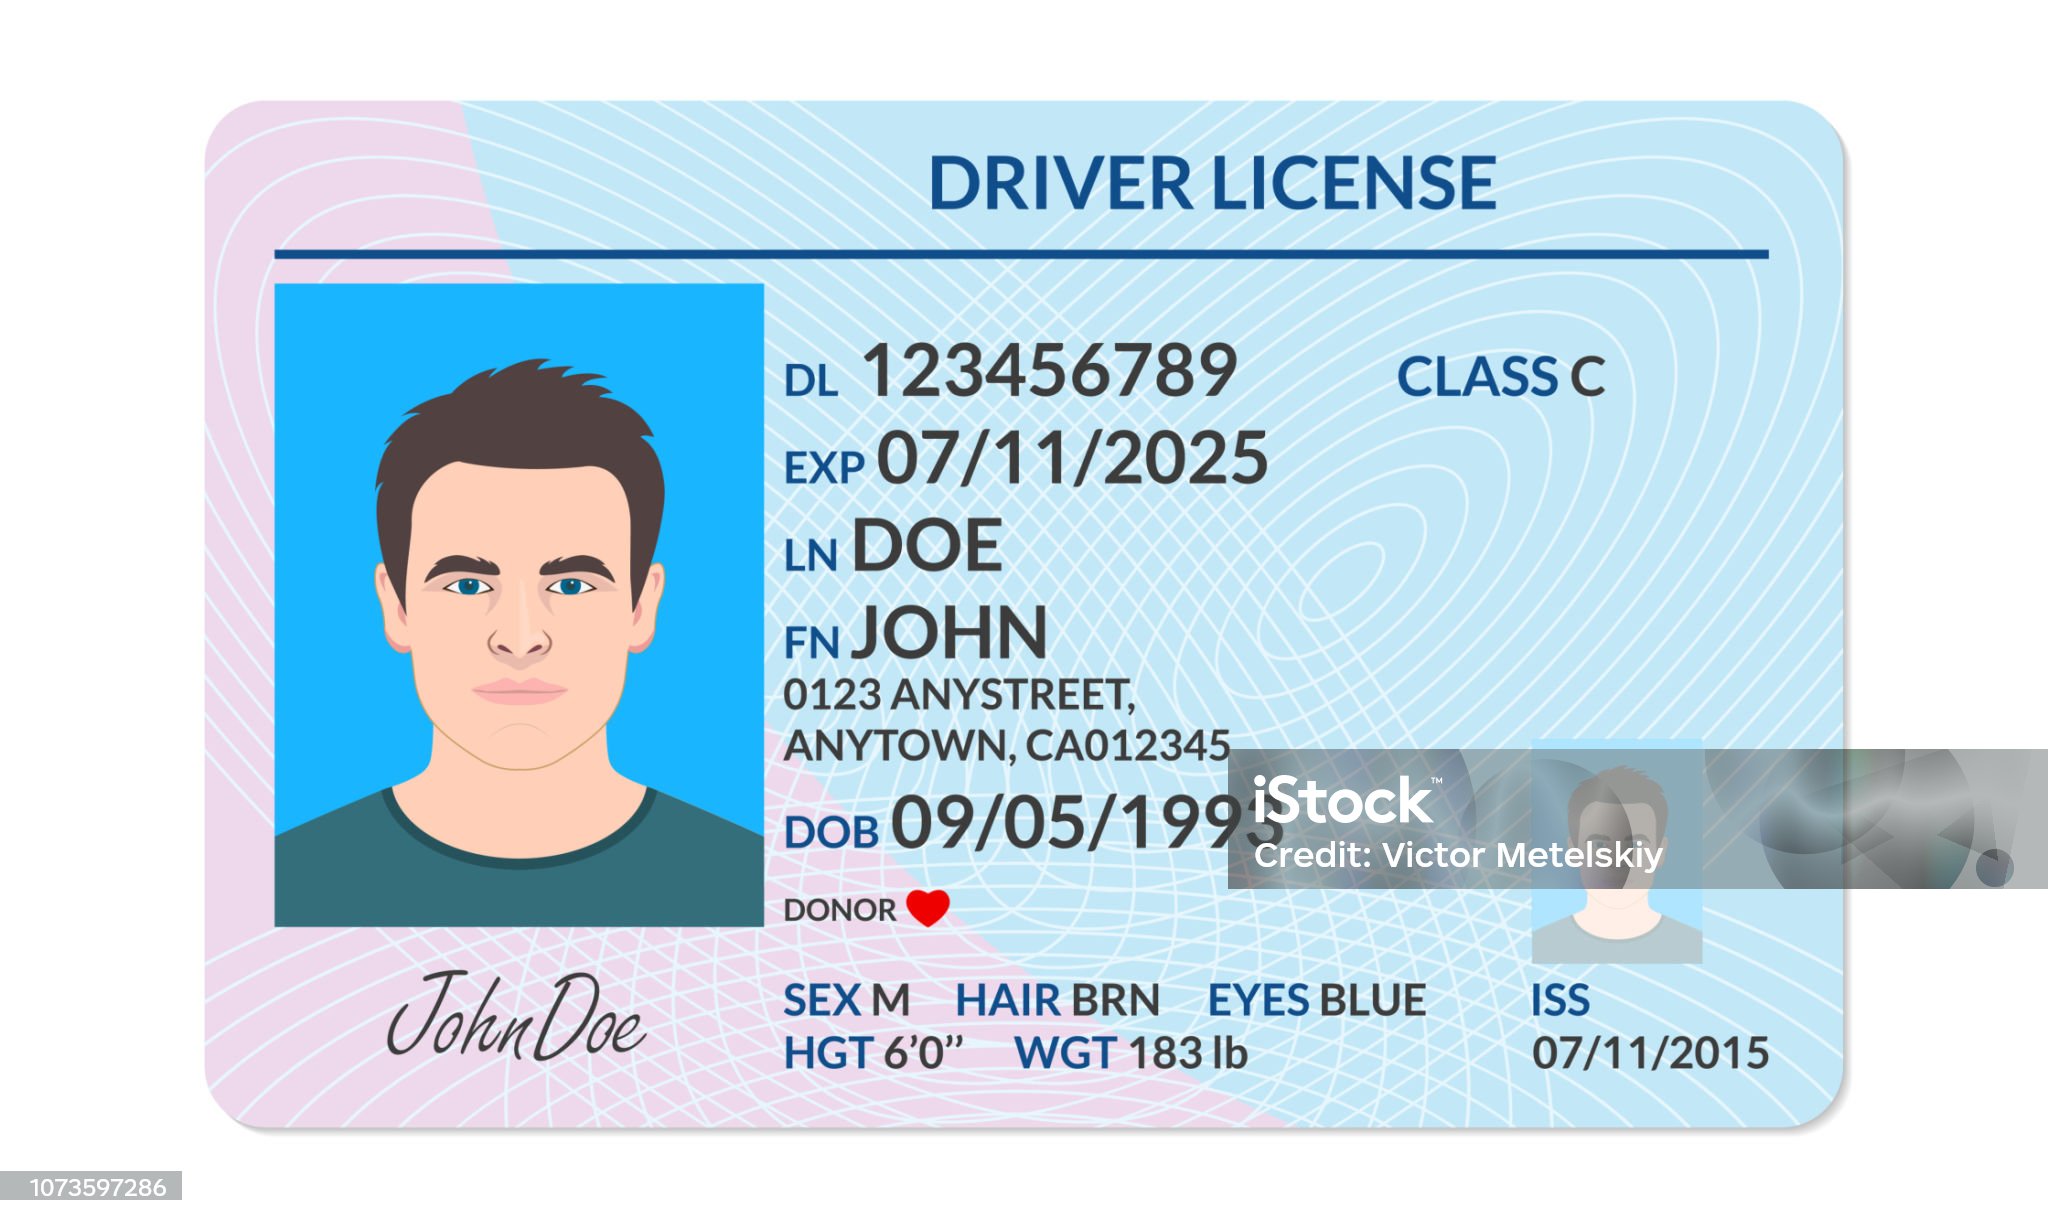 DRIVER LICENSE
DL 123456789 CLASS C
EXP 07/11/2025
LN DOE
FN JOHN
0123 ANYSTREET,
ANYTOWN, CA012345
DOB 09/05/1993
iStock™
Credit: Victor Metelskiy
DONOR
John Doe
SEX M HAIR BRN EYES BLUE ISS
HGT 6’0” WGT 183 lb 07/11/2015
1073597286